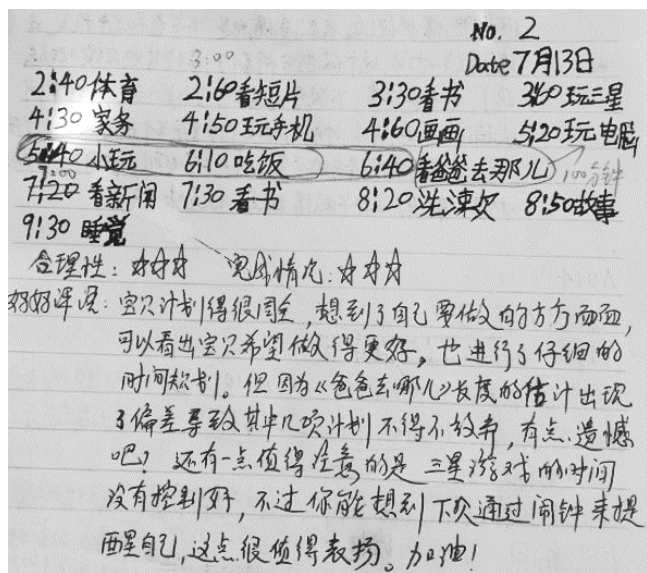 No. 2
Date 7月13日
3:00
2:40体育 2:60看短片 3:30看书 3:60玩三星
4:30 家务 4:50玩手机 4:60画画 5:20玩电脑
5:40 小玩 6:10吃饭 6:40看爸爸去那儿 100分钟
7:00
7:20 看新闻 7:30 看书 8:20洗漱 8:50故事
9:30 睡觉
合理性:☆☆☆ 完成情况:☆☆☆
妈妈评语:宝贝计划得很周全,想到了自己要做的方方面面,
可以看出宝贝希望做得更好,也进行了仔细的
时间规划。但因为《爸爸去哪儿》长度的估计出现
了偏差导致其中几项计划不得不放弃,有点遗憾
吧?还有一点值得注意的是三星游戏的时间
没有控制好,不过你能想到下次通过闹钟来提
醒自己,这点很值得表扬。加油!